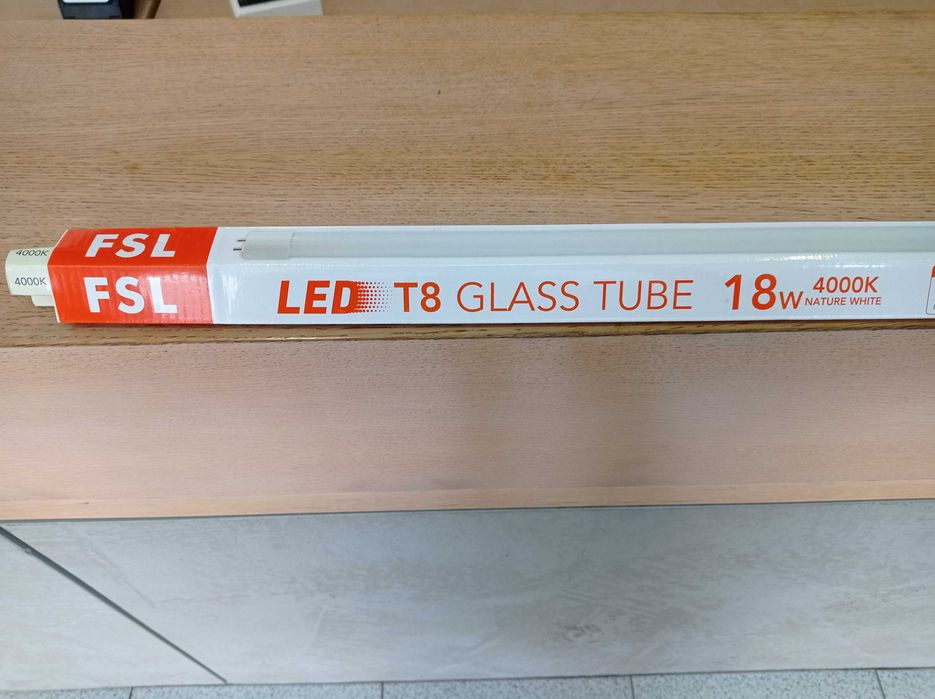 4000K
FSL
4000K
FSL
LED T8 GLASS TUBE 18W 4000K
NATURE WHITE